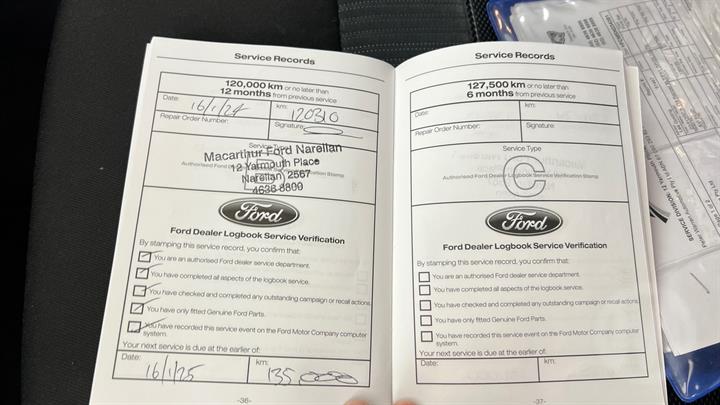 Service Records
120,000 km or no later than
12 months from previous service
Date:
km:
16/1/24
120310
Repair Order Number:
Signature:
Service Type
Macarthur Ford Narellan
12 Yarmouth Place
Narellan 2567
4636 8800
Ford
Ford Dealer Logbook Service Verification
By stamping this service record, you confirm that:
You are an authorised Ford dealer service department.
You have completed all aspects of the logbook service.
You have checked and completed any outstanding campaign or recall actions.
You have only fitted Genuine Ford Parts.
You have recorded this service event on the Ford Motor Company computer
system.
Your next service is due at the earlier of:
Date:
km:
16/1/25
135 000
-36-
Service Records
127,500 km or no later than
6 months from previous service
Date:
km:
Repair Order Number:
Signature:
Service Type
Authorised Ford Dealer Logbook Service Verification Stamp
C
Ford
Ford Dealer Logbook Service Verification
By stamping this service record, you confirm that:
You are an authorised Ford dealer service department.
You have completed all aspects of the logbook service.
You have checked and completed any outstanding campaign or recall actions
You have only fitted Genuine Ford Parts.
You have recorded this service event on the Ford Motor Company computer
system.
Your next service is due at the earlier of:
Date:
km:
-37-